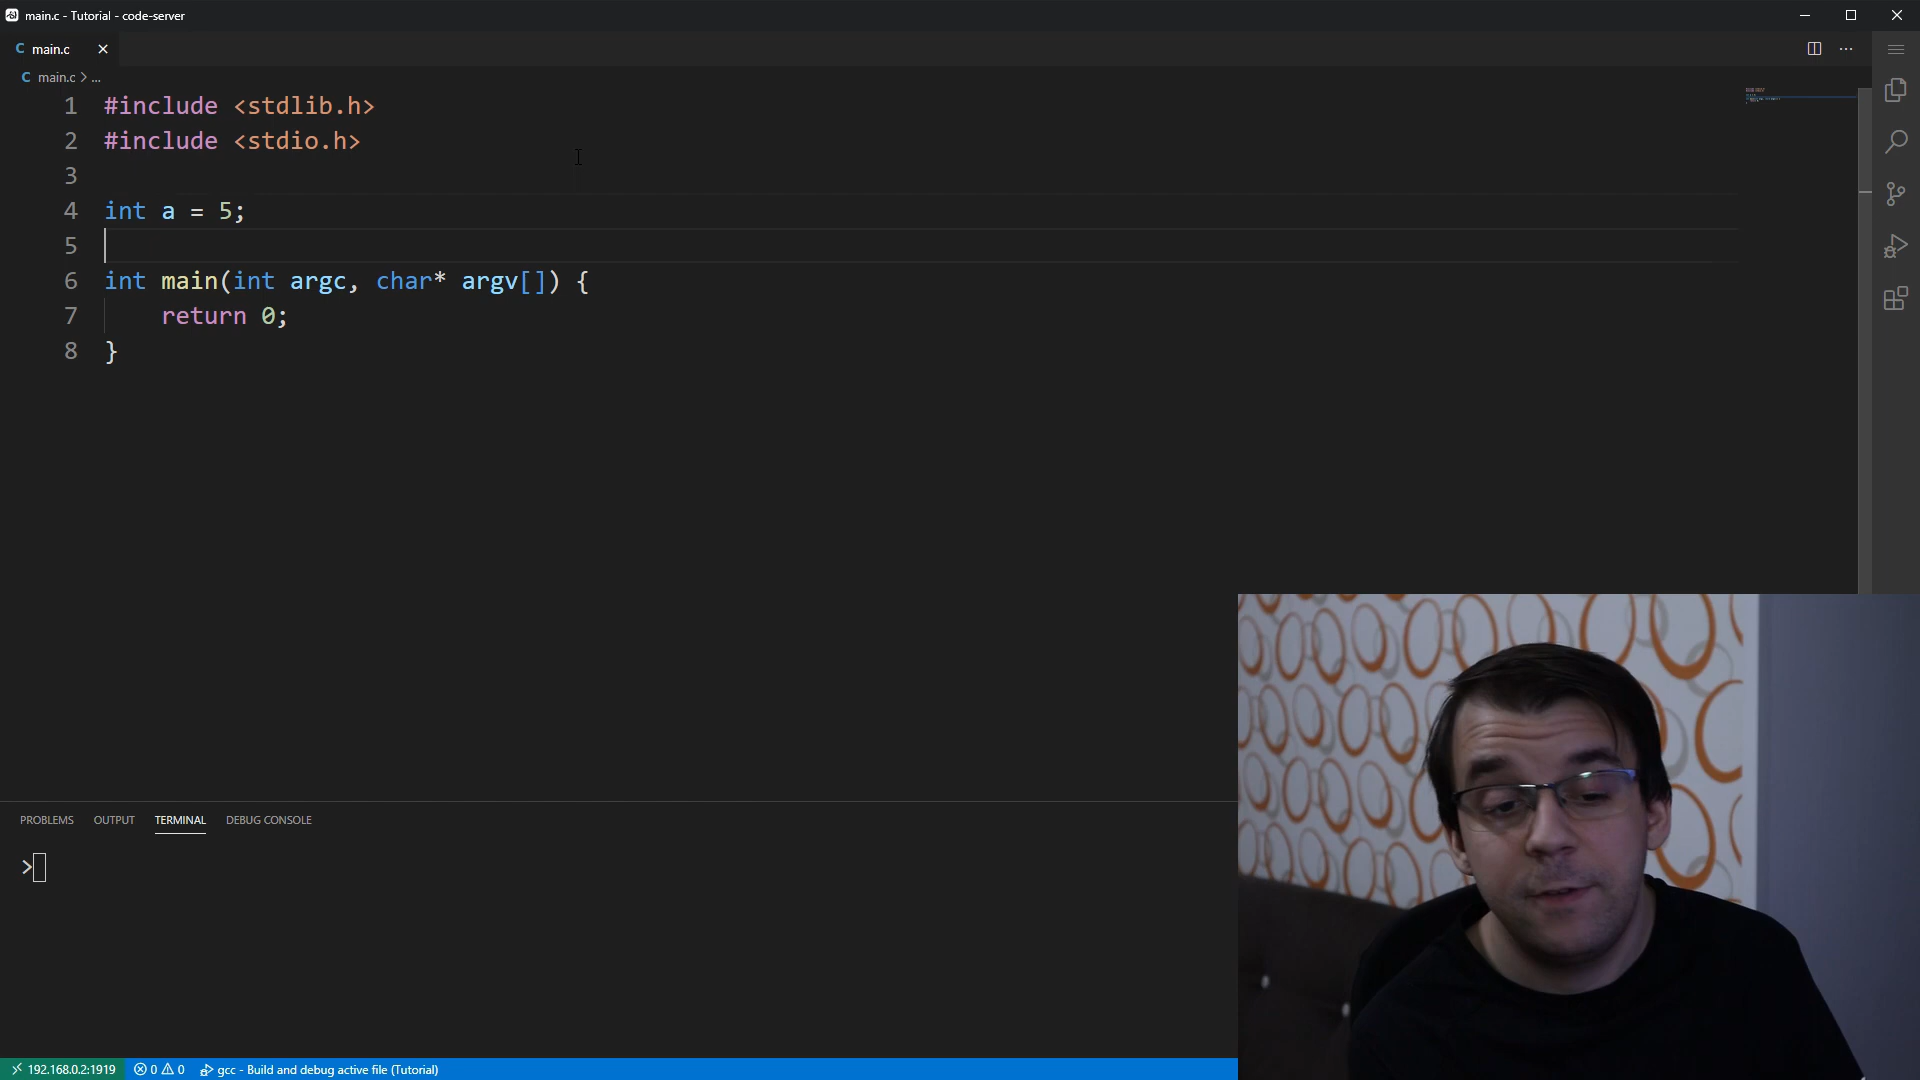 main.c - Tutorial - code-server
C main.c
C main.c > ...
1 #include <stdlib.h>
2 #include <stdio.h>
3
4 int a = 5;
5
6 int main(int argc, char* argv[]) {
7 return 0;
8 }
PROBLEMS OUTPUT TERMINAL DEBUG CONSOLE
>
192.168.0.2:1919 0 0 gcc - Build and debug active file (Tutorial)